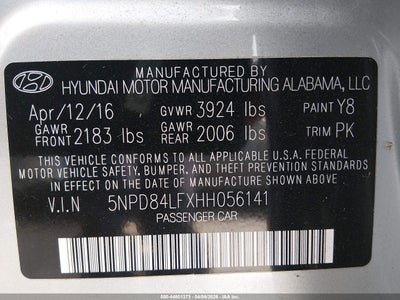 MANUFACTURED BY
HYUNDAI MOTOR MANUFACTURING ALABAMA, LLC
Apr/12/16 GVWR 3924 lbs PAINT Y8
GAWR FRONT 2183 lbs GAWR REAR 2006 lbs TRIM PK
THIS VEHICLE CONFORMS TO ALL APPLICABLE U.S.A. FEDERAL
MOTOR VEHICLE SAFETY, BUMPER, AND THEFT PREVENTION STANDARDS
IN EFFECT ON THE DATE OF MANUFACTURE SHOWN ABOVE.
V.I.N 5NPD84LFXHH056141
PASSENGER CAR